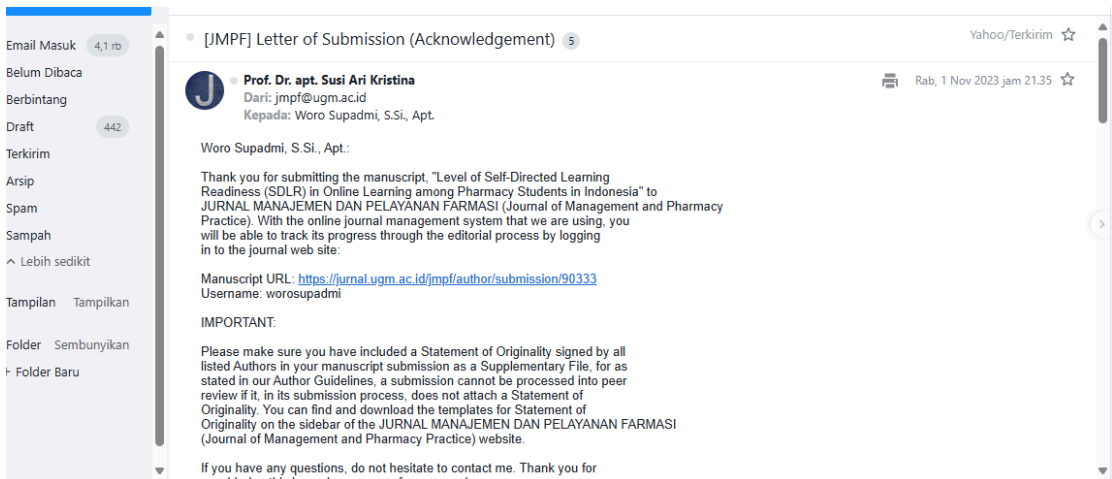 [JMPF] Letter of Submission (Acknowledgement) 5
Yahoo/Terkirim
Email Masuk 4,1 rb
Belum Dibaca
Berbintang
Draft 442
Terkirim
Arsip
Spam
Sampah
Lebih sedikit
Tampilan Tampilkan
Folder Sembunyikan
+ Folder Baru
J
Prof. Dr. apt. Susi Ari Kristina
Rab, 1 Nov 2023 jam 21.35
Dari: jmpf@ugm.ac.id
Kepada: Woro Supadmi, S.Si., Apt.
Woro Supadmi, S.Si., Apt.:
Thank you for submitting the manuscript, "Level of Self-Directed Learning
Readiness (SDLR) in Online Learning among Pharmacy Students in Indonesia" to
JURNAL MANAJEMEN DAN PELAYANAN FARMASI (Journal of Management and Pharmacy
Practice). With the online journal management system that we are using, you
will be able to track its progress through the editorial process by logging
in to the journal web site:
Manuscript URL: https://jurnal.ugm.ac.id/jmpf/author/submission/90333
Username: worosupadmi
IMPORTANT:
Please make sure you have included a Statement of Originality signed by all
listed Authors in your manuscript submission as a Supplementary File, for as
stated in our Author Guidelines, a submission cannot be processed into peer
review if it, in its submission process, does not attach a Statement of
Originality. You can find and download the templates for Statement of
Originality on the sidebar of the JURNAL MANAJEMEN DAN PELAYANAN FARMASI
(Journal of Management and Pharmacy Practice) website.
If you have any questions, do not hesitate to contact me. Thank you for